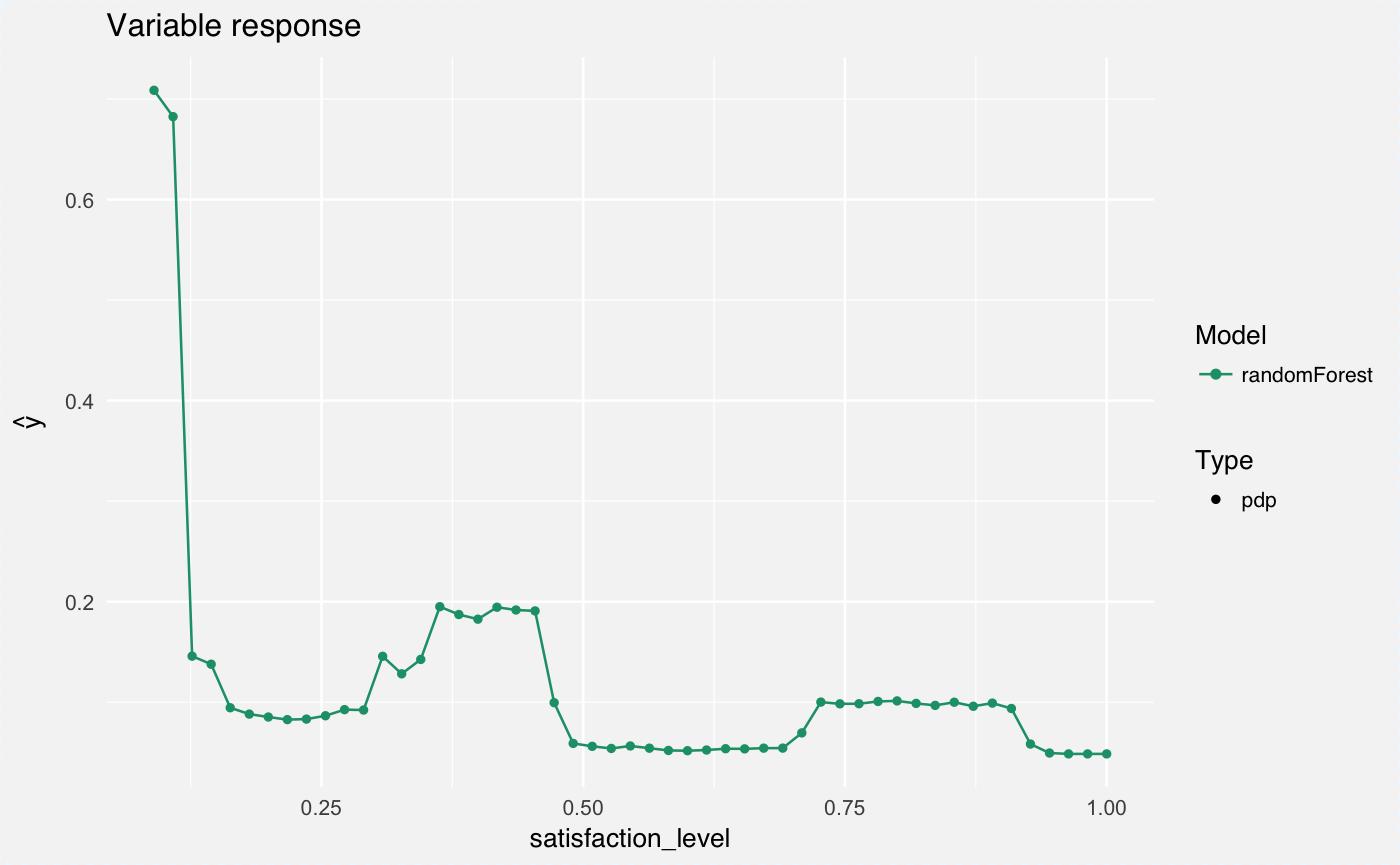 Variable response
0.6
0.4
0.2
ŷ
0.25 0.50 0.75 1.00
satisfaction_level
Model
randomForest
Type
pdp